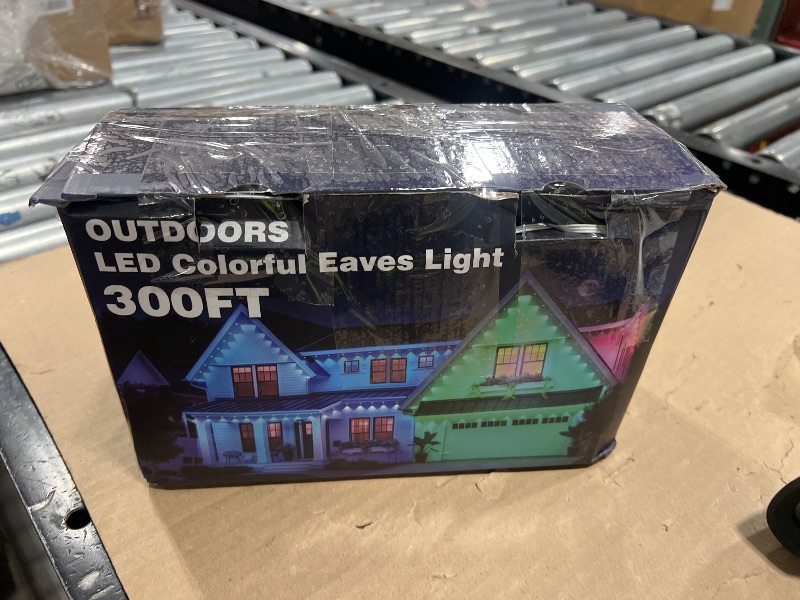 OUTDOORS
LED Colorful Eaves Light
300FT